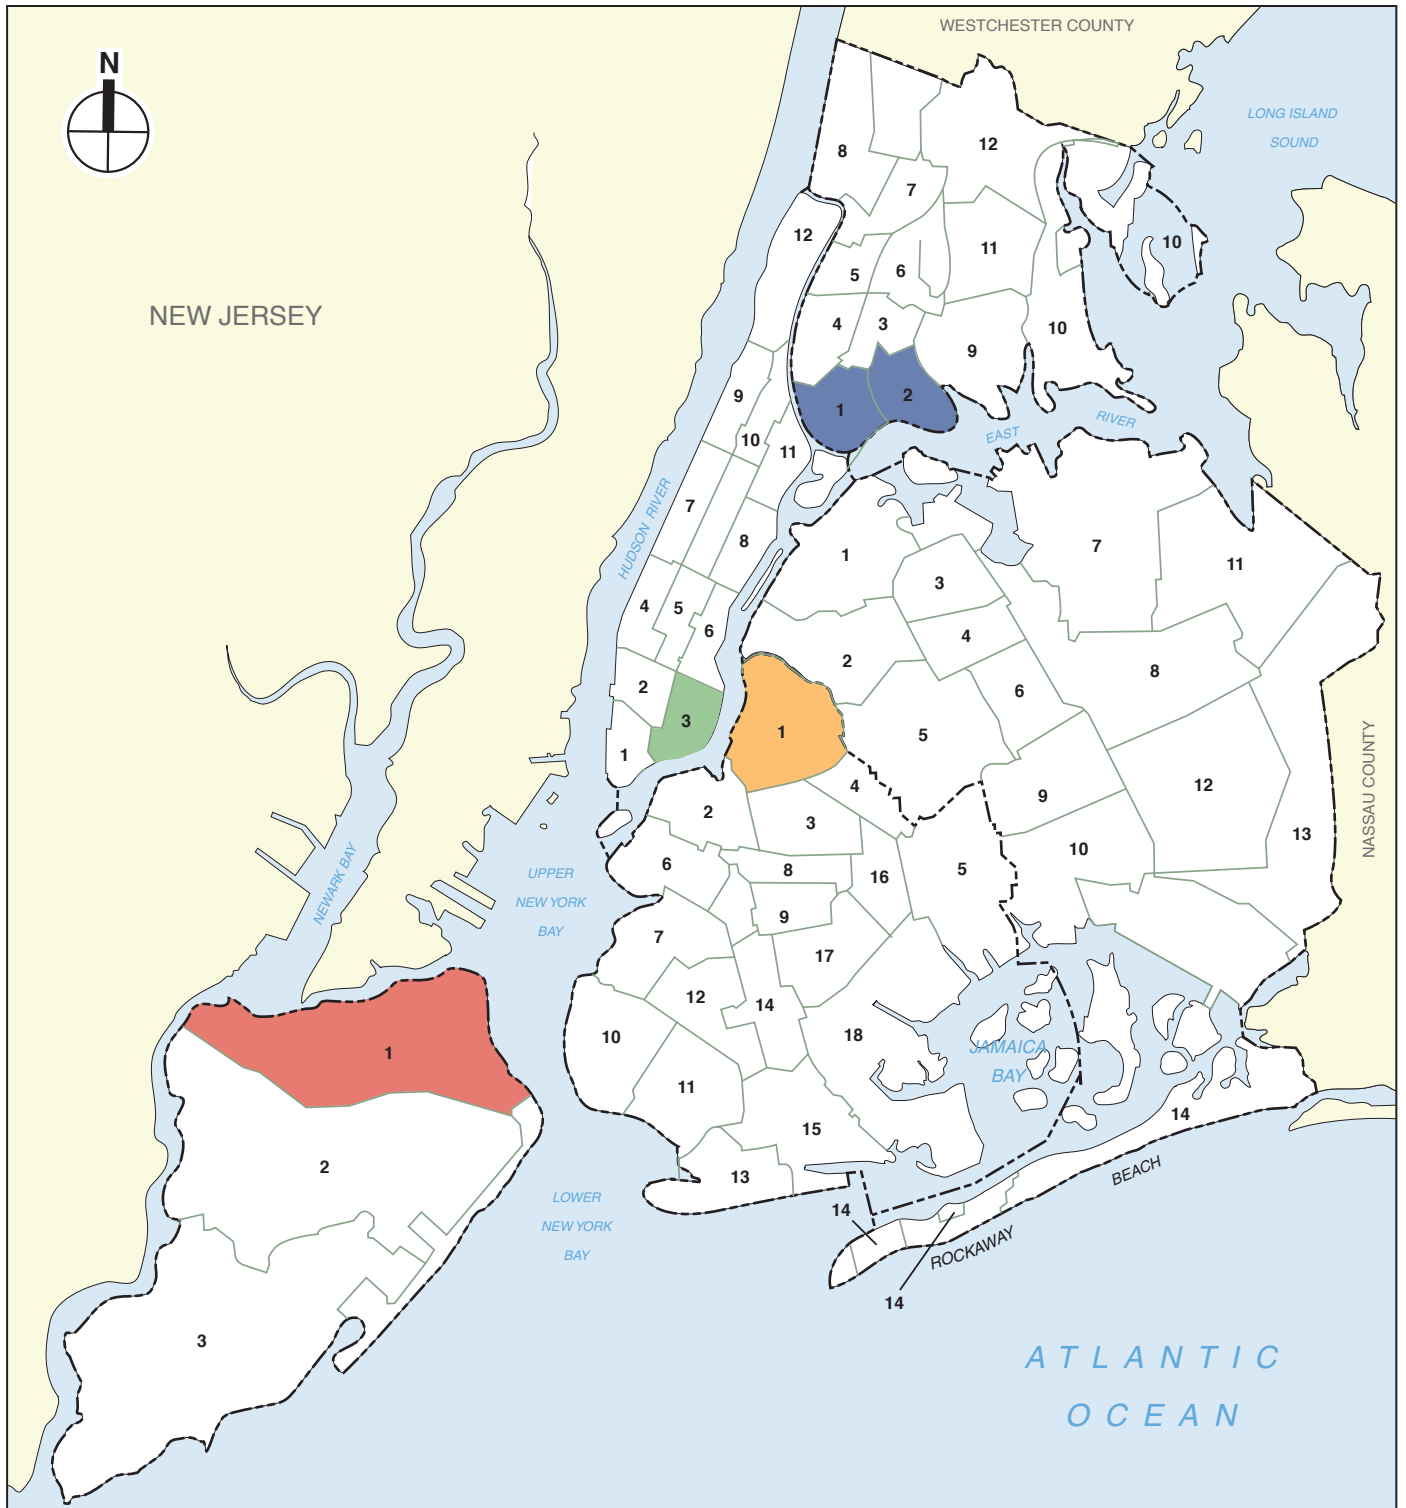 WESTCHESTER COUNTY
N
LONG ISLAND
SOUND
8
12
7
12
10
11
5
6
NEW JERSEY
4
3
10
9
9
1
2
10
11
EAST
RIVER
7
HUDSON RIVER
8
1
7
11
3
4
5
6
4
2
8
2
3
6
1
5
1
4
9
12
NASSAU COUNTY
2
3
13
10
6
8
5
16
9
NEWARK BAY
UPPER
NEW YORK
BAY
7
17
12
14
10
18
JAMAICA
BAY
1
11
14
15
2
13
BEACH
LOWER
NEW YORK
BAY
14
ROCKAWAY
14
3
ATLANTIC
OCEAN